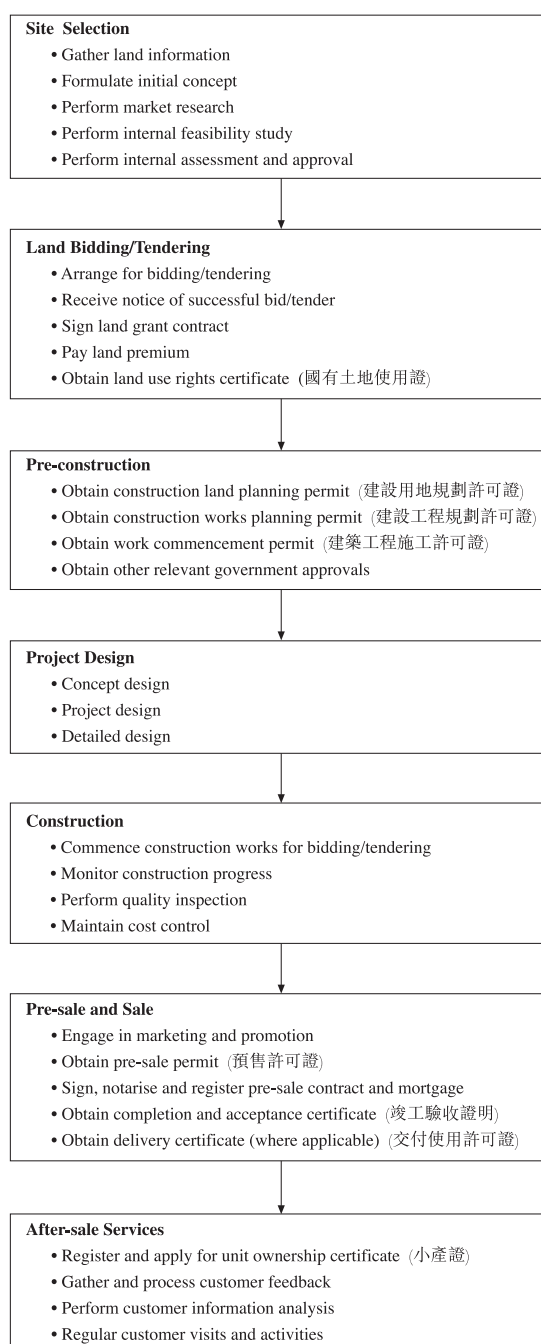 Site Selection
• Gather land information
• Formulate initial concept
• Perform market research
• Perform internal feasibility study
• Perform internal assessment and approval
Land Bidding/Tendering
• Arrange for bidding/tendering
• Receive notice of successful bid/tender
• Sign land grant contract
• Pay land premium
• Obtain land use rights certificate (國有土地使用證)
Pre-construction
• Obtain construction land planning permit (建設用地規劃許可證)
• Obtain construction works planning permit (建設工程規劃許可證)
• Obtain work commencement permit (建築工程施工許可證)
• Obtain other relevant government approvals
Project Design
• Concept design
• Project design
• Detailed design
Construction
• Commence construction works for bidding/tendering
• Monitor construction progress
• Perform quality inspection
• Maintain cost control
Pre-sale and Sale
• Engage in marketing and promotion
• Obtain pre-sale permit (預售許可證)
• Sign, notarise and register pre-sale contract and mortgage
• Obtain completion and acceptance certificate (竣工驗收證明)
• Obtain delivery certificate (where applicable) (交付使用許可證)
After-sale Services
• Register and apply for unit ownership certificate (小產證)
• Gather and process customer feedback
• Perform customer information analysis
• Regular customer visits and activities